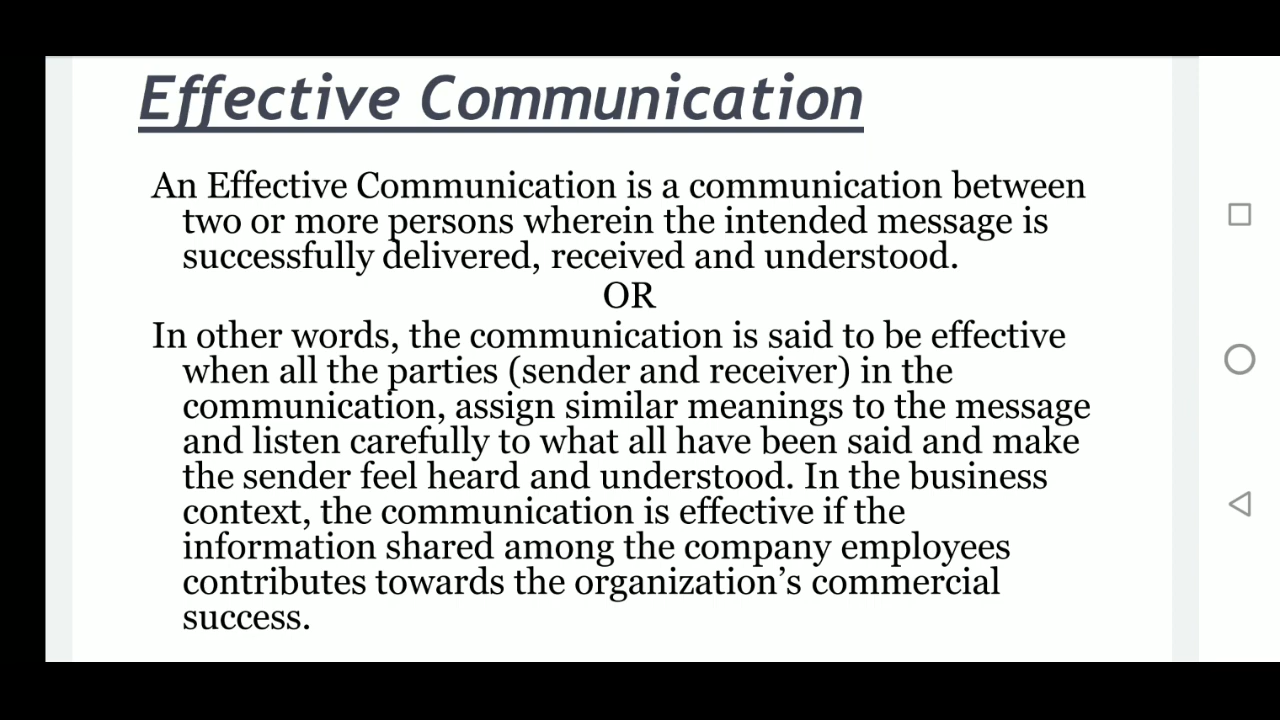 Effective Communication
An Effective Communication is a communication between
two or more persons wherein the intended message is
successfully delivered, received and understood.
OR
In other words, the communication is said to be effective
when all the parties (sender and receiver) in the
communication, assign similar meanings to the message
and listen carefully to what all have been said and make
the sender feel heard and understood. In the business
context, the communication is effective if the
information shared among the company employees
contributes towards the organization’s commercial
success.